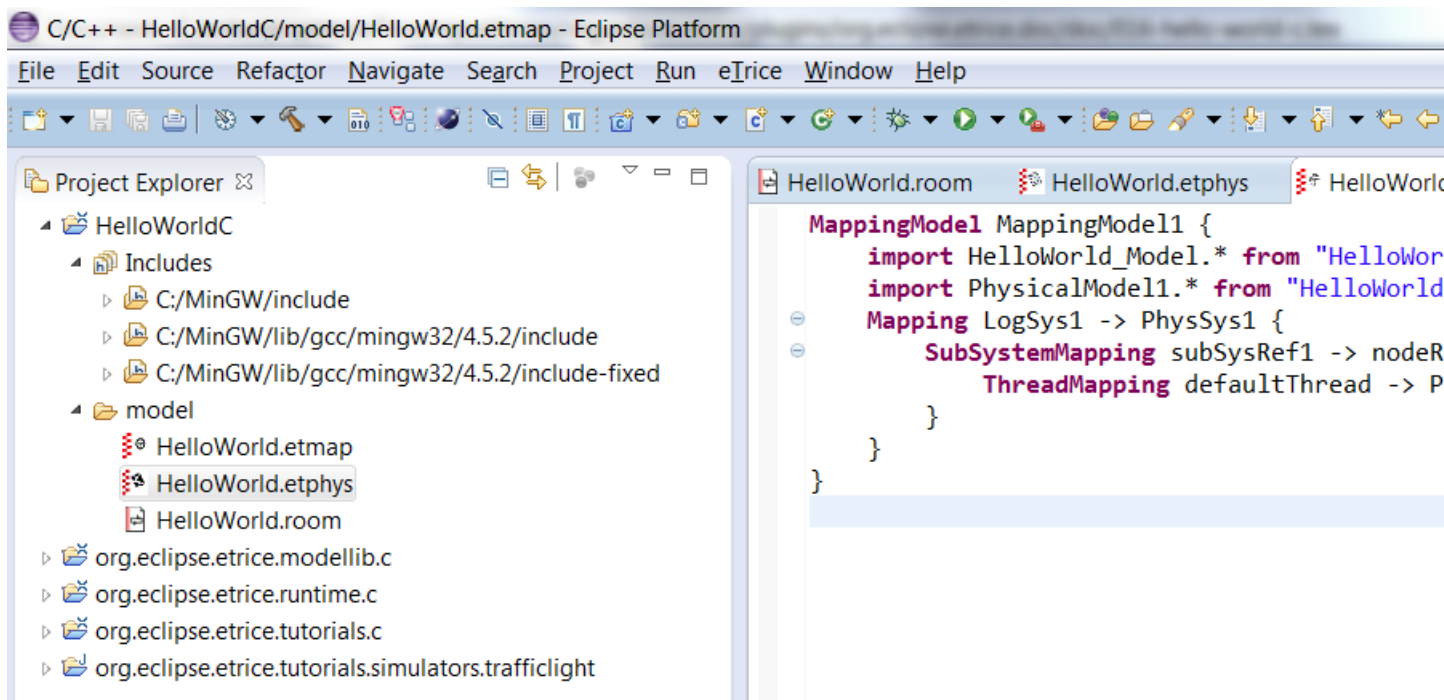 C/C++ - HelloWorldC/model/HelloWorld.etmap - Eclipse Platform
File Edit Source Refactor Navigate Search Project Run eTrice Window Help
Project Explorer
HelloWorldC
Includes
C:/MinGW/include
C:/MinGW/lib/gcc/mingw32/4.5.2/include
C:/MinGW/lib/gcc/mingw32/4.5.2/include-fixed
model
HelloWorld.etmap
HelloWorld.etphys
HelloWorld.room
org.eclipse.etrice.modellib.c
org.eclipse.etrice.runtime.c
org.eclipse.etrice.tutorials.c
org.eclipse.etrice.tutorials.simulators.trafficlight
HelloWorld.room HelloWorld.etphys HelloWorld
MappingModel MappingModel1 {
import HelloWorld_Model.* from "HelloWor
import PhysicalModel1.* from "HelloWorld
Mapping LogSys1 -> PhysSys1 {
SubSystemMapping subSysRef1 -> nodeR
ThreadMapping defaultThread -> P
}
}
}